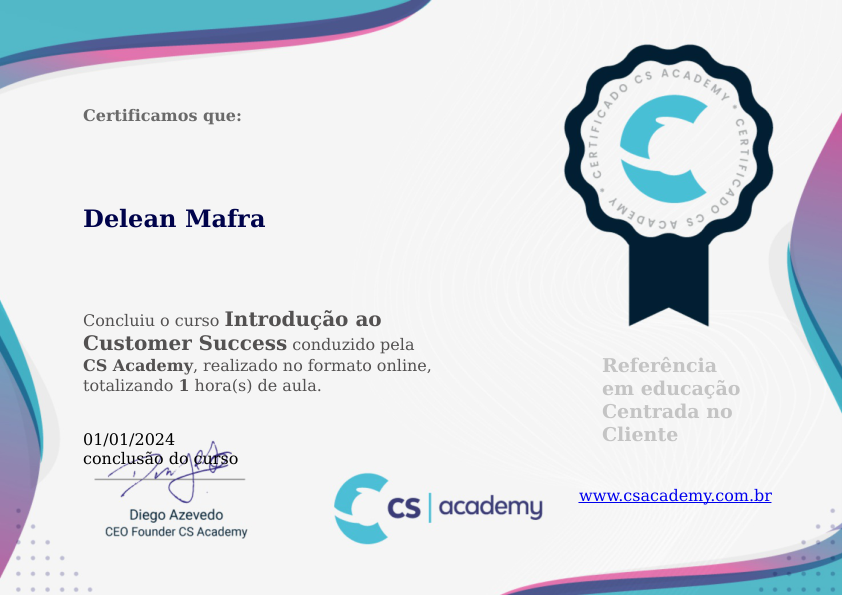 Certificamos que:
CERTIFICADO CS ACADEMY • CERTIFICADO CS ACADEMY •
Delean Mafra
Concluiu o curso Introdução ao
Customer Success conduzido pela
CS Academy, realizado no formato online,
totalizando 1 hora(s) de aula.
Referência
em educação
Centrada no
Cliente
01/01/2024
conclusão do curso
Diego Azevedo
CEO Founder CS Academy
CS | academy
www.csacademy.com.br